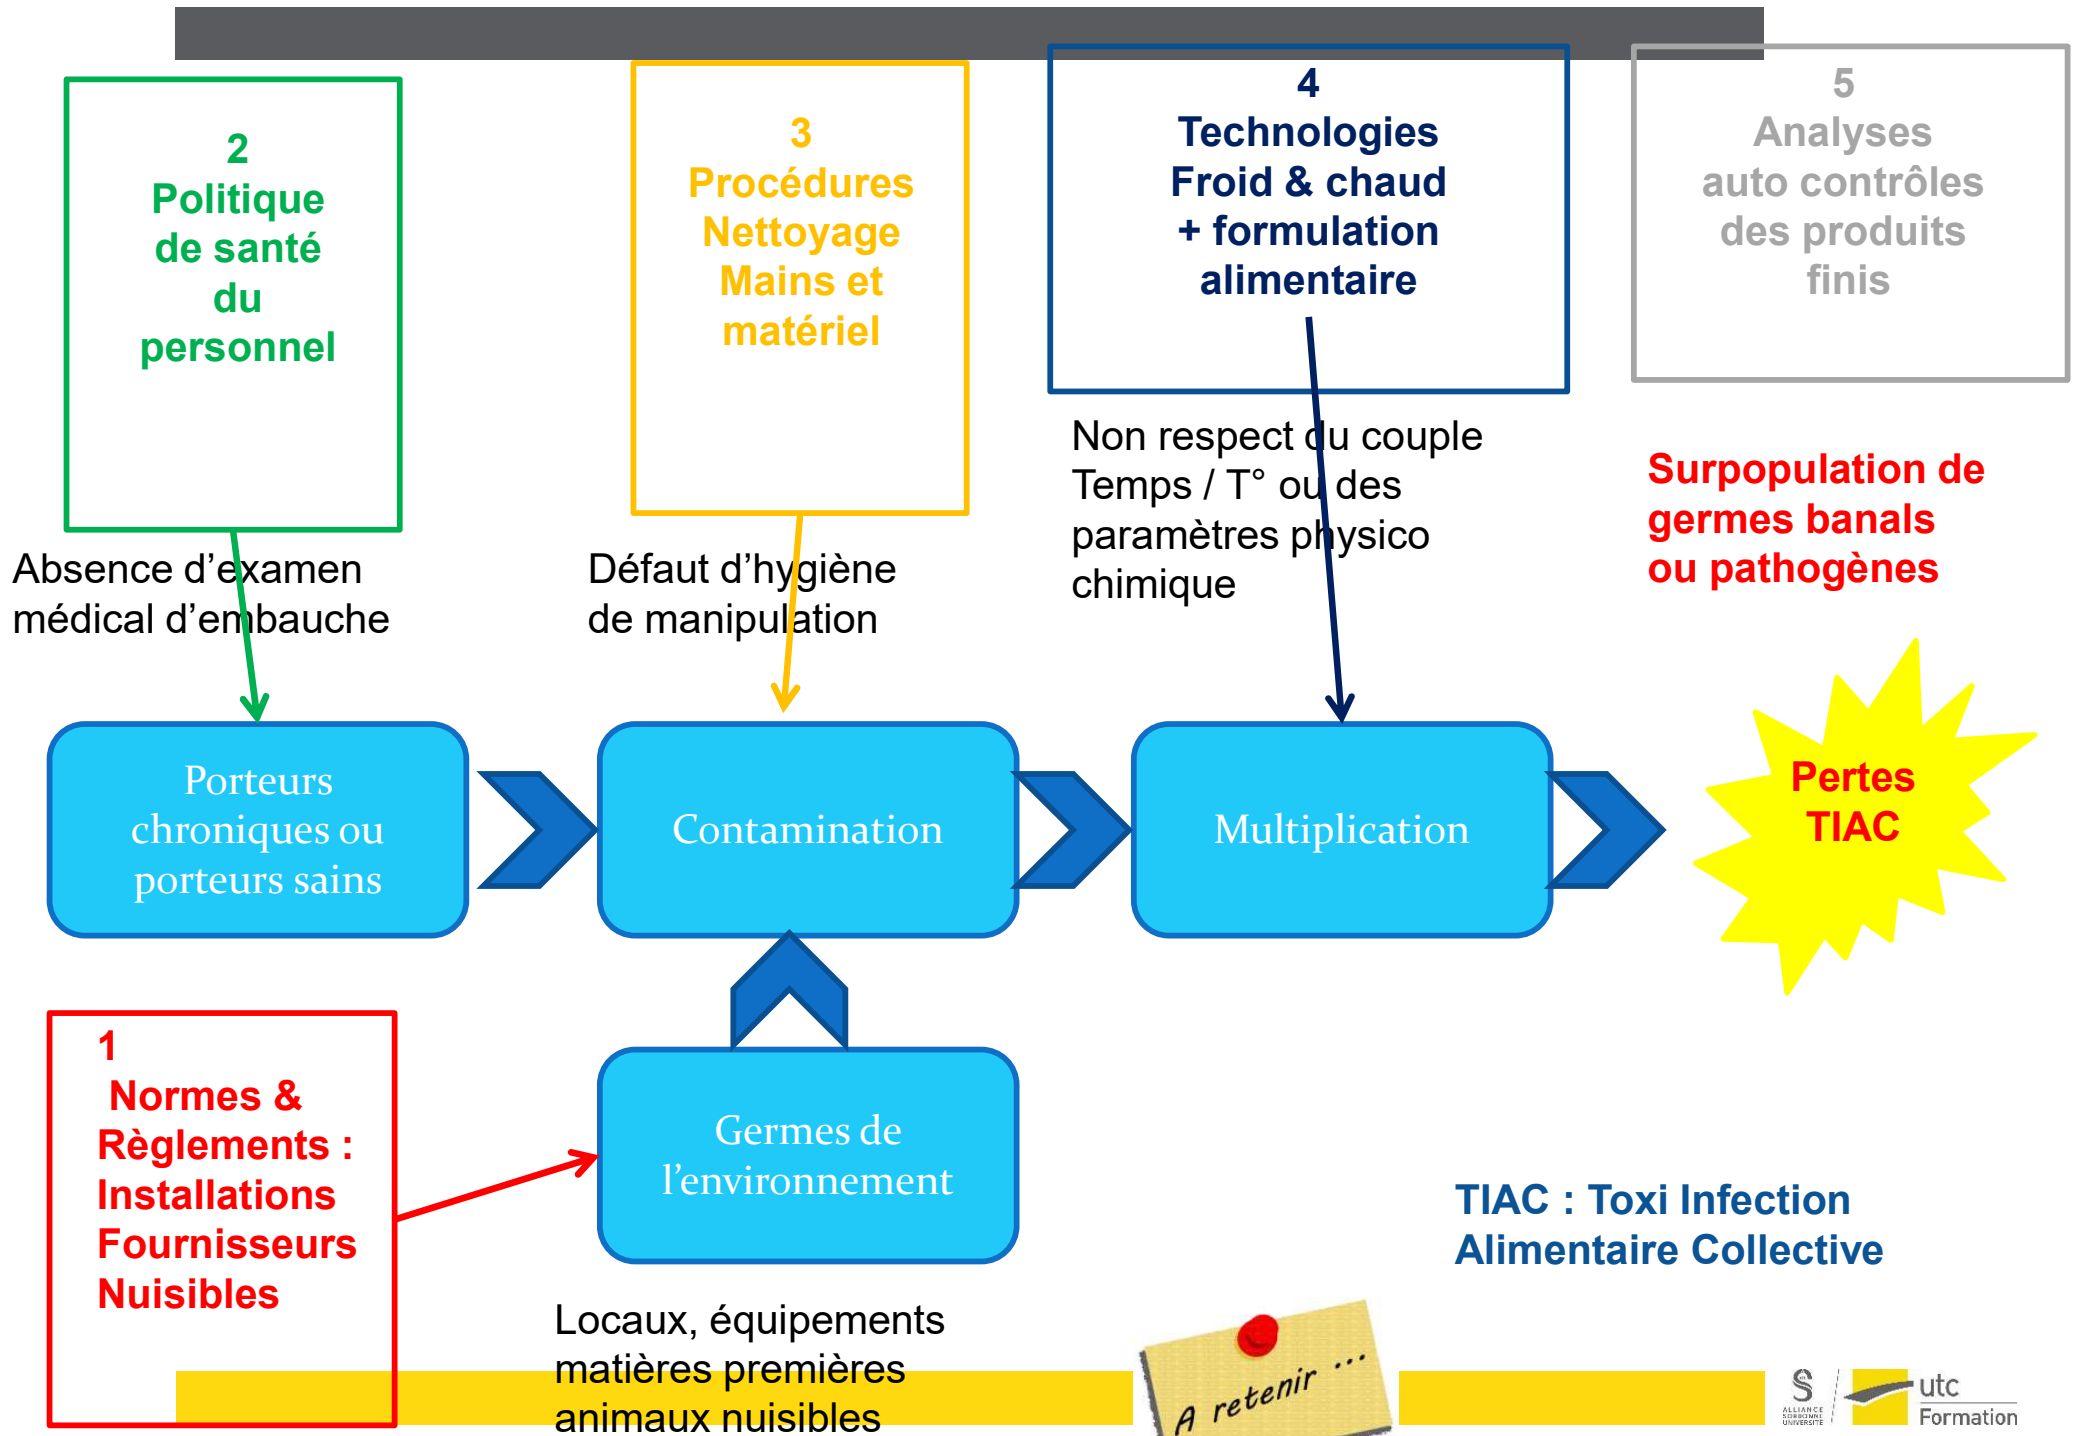 2
Politique
de santé
du
personnel
3
Procédures
Nettoyage
Mains et
matériel
4
Technologies
Froid & chaud
+ formulation
alimentaire
5
Analyses
auto contrôles
des produits
finis
Absence d’examen
médical d’embauche
Défaut d’hygiène
de manipulation
Non respect du couple
Temps / T° ou des
paramètres physico
chimique
Surpopulation de
germes banals
ou pathogènes
Porteurs
chroniques ou
porteurs sains
Contamination
Multiplication
Pertes
TIAC
1
Normes &
Règlements :
Installations
Fournisseurs
Nuisibles
Germes de
l’environnement
Locaux, équipements
matières premières
animaux nuisibles
TIAC : Toxi Infection
Alimentaire Collective
A retenir ...
ALLIANCE
SORBONNE
UNIVERSITÉ
utc
Formation